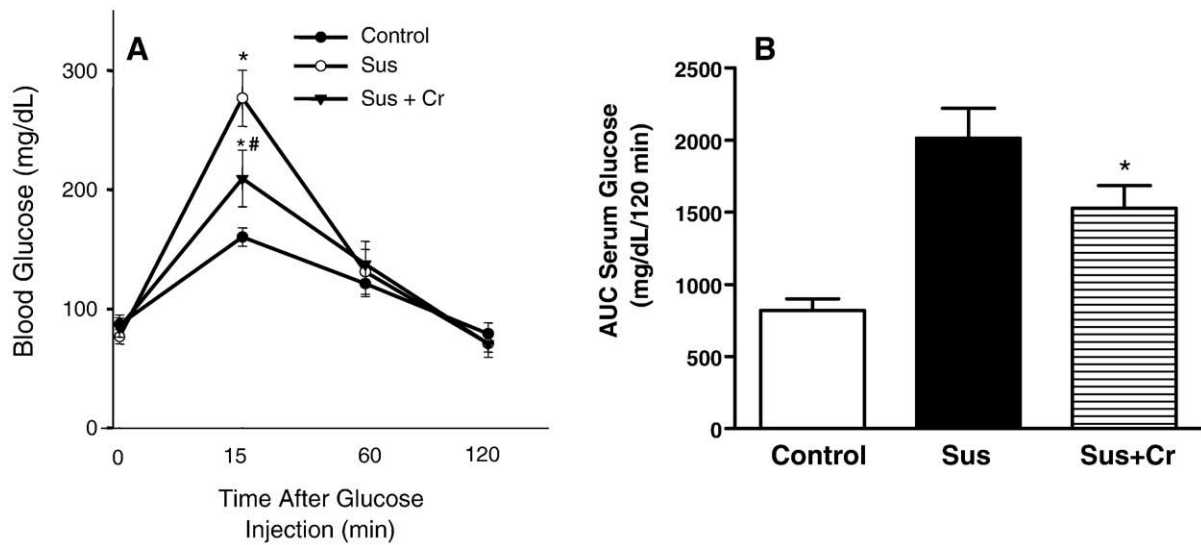 A
Control
Sus
Sus + Cr
300
200
100
0
*
* #
0 15 60 120
Blood Glucose (mg/dL)
Time After Glucose
Injection (min)
B
2500
2000
1500
1000
500
0
*
AUC Serum Glucose
(mg/dL/120 min)
Control Sus Sus+Cr